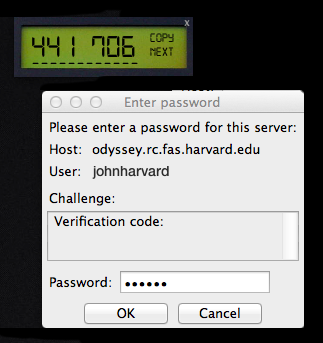 x
441 706 COPY
NEXT
Enter password
Please enter a password for this server:
Host: odyssey.rc.fas.harvard.edu
User: johnharvard
Challenge:
Verification code:
Password: ••••••
OK Cancel